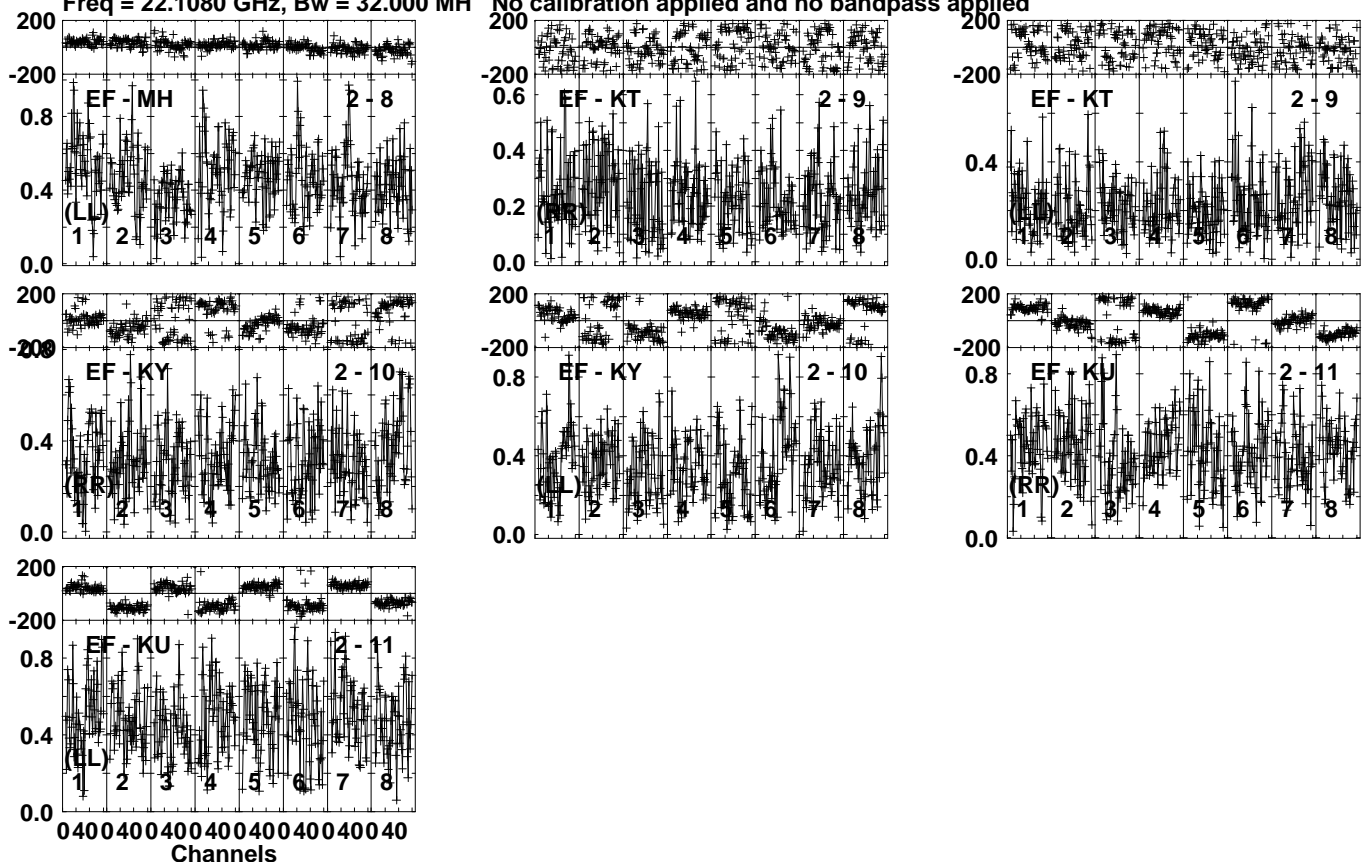 Freq = 22.1080 GHz, Bw = 32.000 MH No calibration applied and no bandpass applied
200
-200
EF - MH 2 - 8
0.8
0.4
(LL)
1 2 3 4 5 6 7 8
0.0
200
-200
0.6
EF - KT 2 - 9
0.4
0.2
(RR)
1 2 3 4 5 6 7 8
0.0
200
-200
EF - KT 2 - 9
0.4
(LL)
1 2 3 4 5 6 7 8
0.0
200
-200
0.8
EF - KY 2 - 10
0.4
(RR)
1 2 3 4 5 6 7 8
0.0
200
-200
EF - KY 2 - 10
0.8
0.4
(LL)
1 2 3 4 5 6 7 8
0.0
200
-200
EF - KU 2 - 11
0.8
0.4
(RR)
1 2 3 4 5 6 7 8
0.0
200
-200
EF - KU 2 - 11
0.8
0.4
(LL)
1 2 3 4 5 6 7 8
0.0
0 40 0 40 0 40 0 40 0 40 0 40 0 40 0 40
Channels